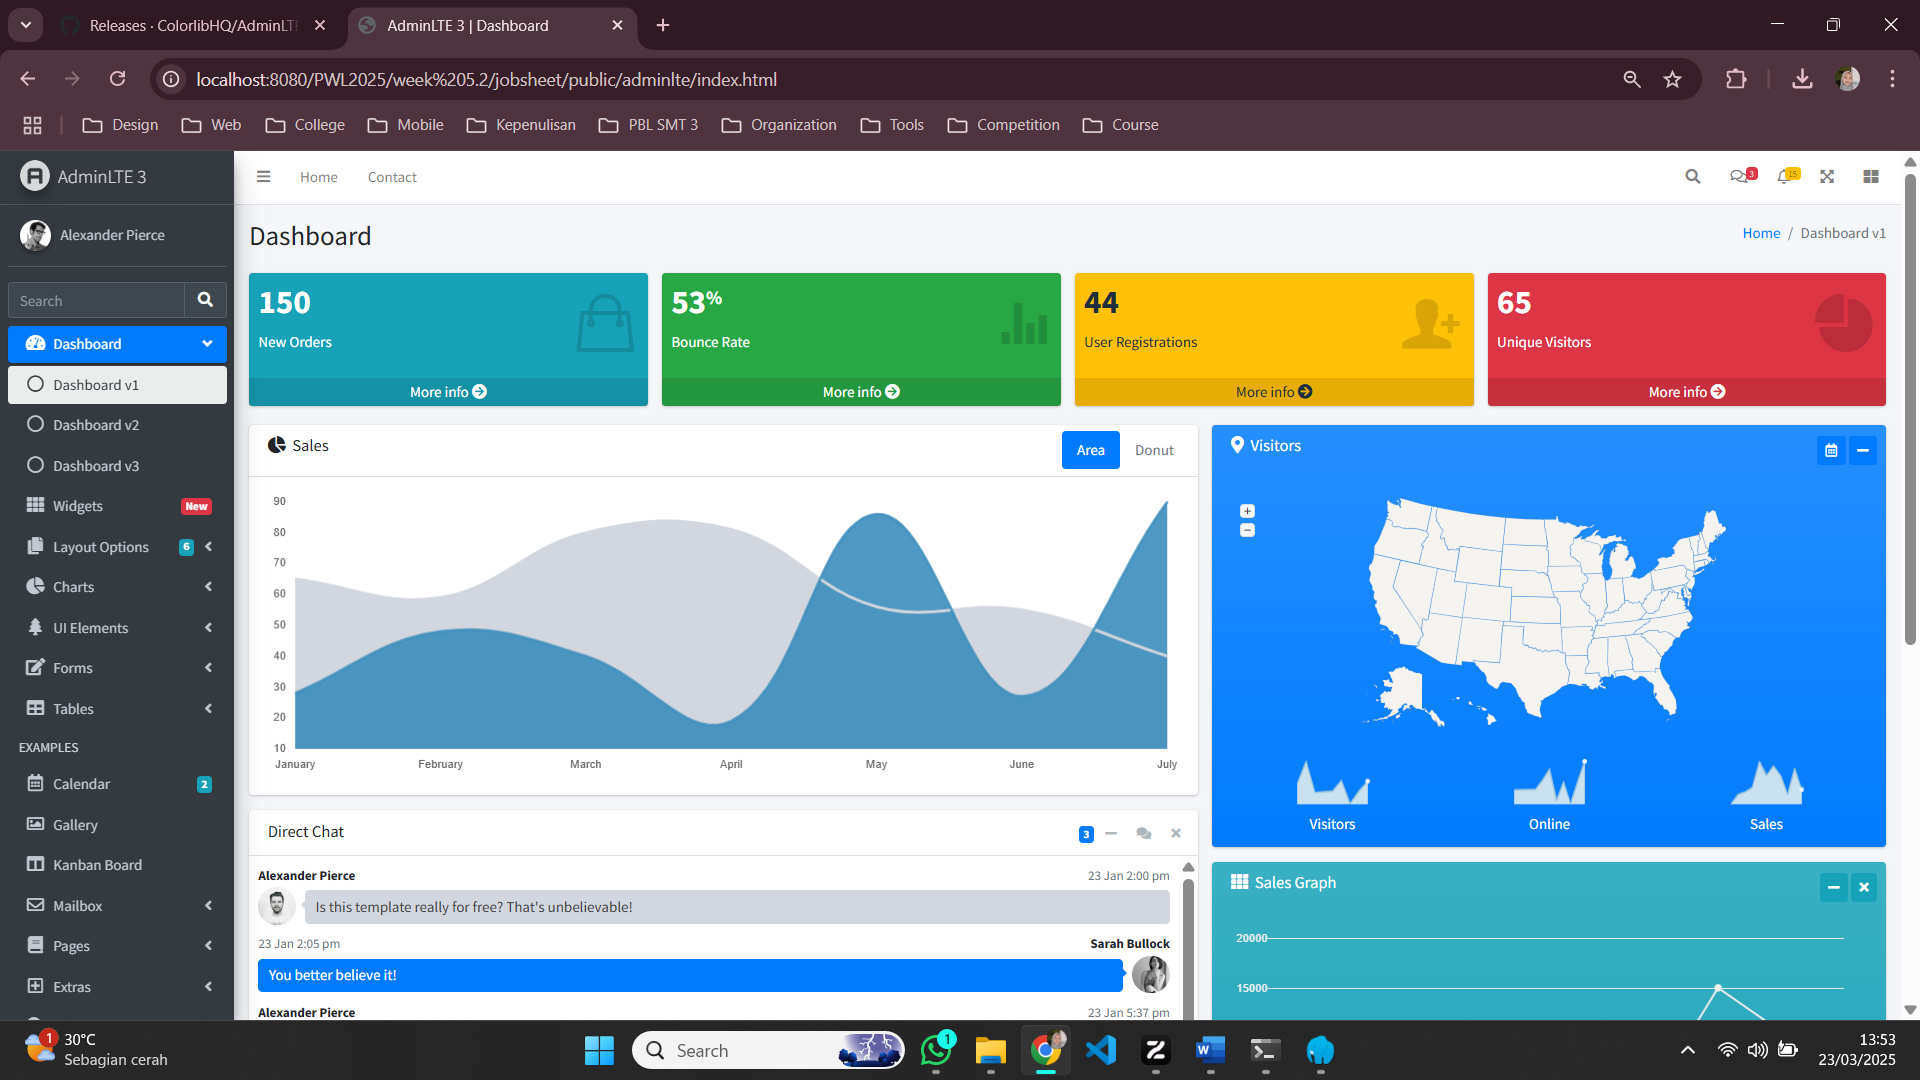 Releases · ColorlibHQ/AdminLTE
AdminLTE 3 | Dashboard
localhost:8080/PWL2025/week%205.2/jobsheet/public/adminlte/index.html
Design
Web
College
Mobile
Kepenulisan
PBL SMT 3
Organization
Tools
Competition
Course
AdminLTE 3
Home
Contact
3
15
Alexander Pierce
Dashboard
Home / Dashboard v1
Search
Dashboard
Dashboard v1
Dashboard v2
Dashboard v3
Widgets
New
Layout Options
6
Charts
UI Elements
Forms
Tables
EXAMPLES
Calendar
2
Gallery
Kanban Board
Mailbox
Pages
Extras
150
New Orders
More info
53%
Bounce Rate
More info
44
User Registrations
More info
65
Unique Visitors
More info
Sales
Area
Donut
90
80
70
60
50
40
30
20
10
January
February
March
April
May
June
July
Visitors
+
−
Visitors
Online
Sales
Direct Chat
3
Alexander Pierce
23 Jan 2:00 pm
Is this template really for free? That's unbelievable!
23 Jan 2:05 pm
Sarah Bullock
You better believe it!
Alexander Pierce
23 Jan 5:37 pm
Sales Graph
20000
15000
1
30°C
Sebagian cerah
Search
1
13:53
23/03/2025